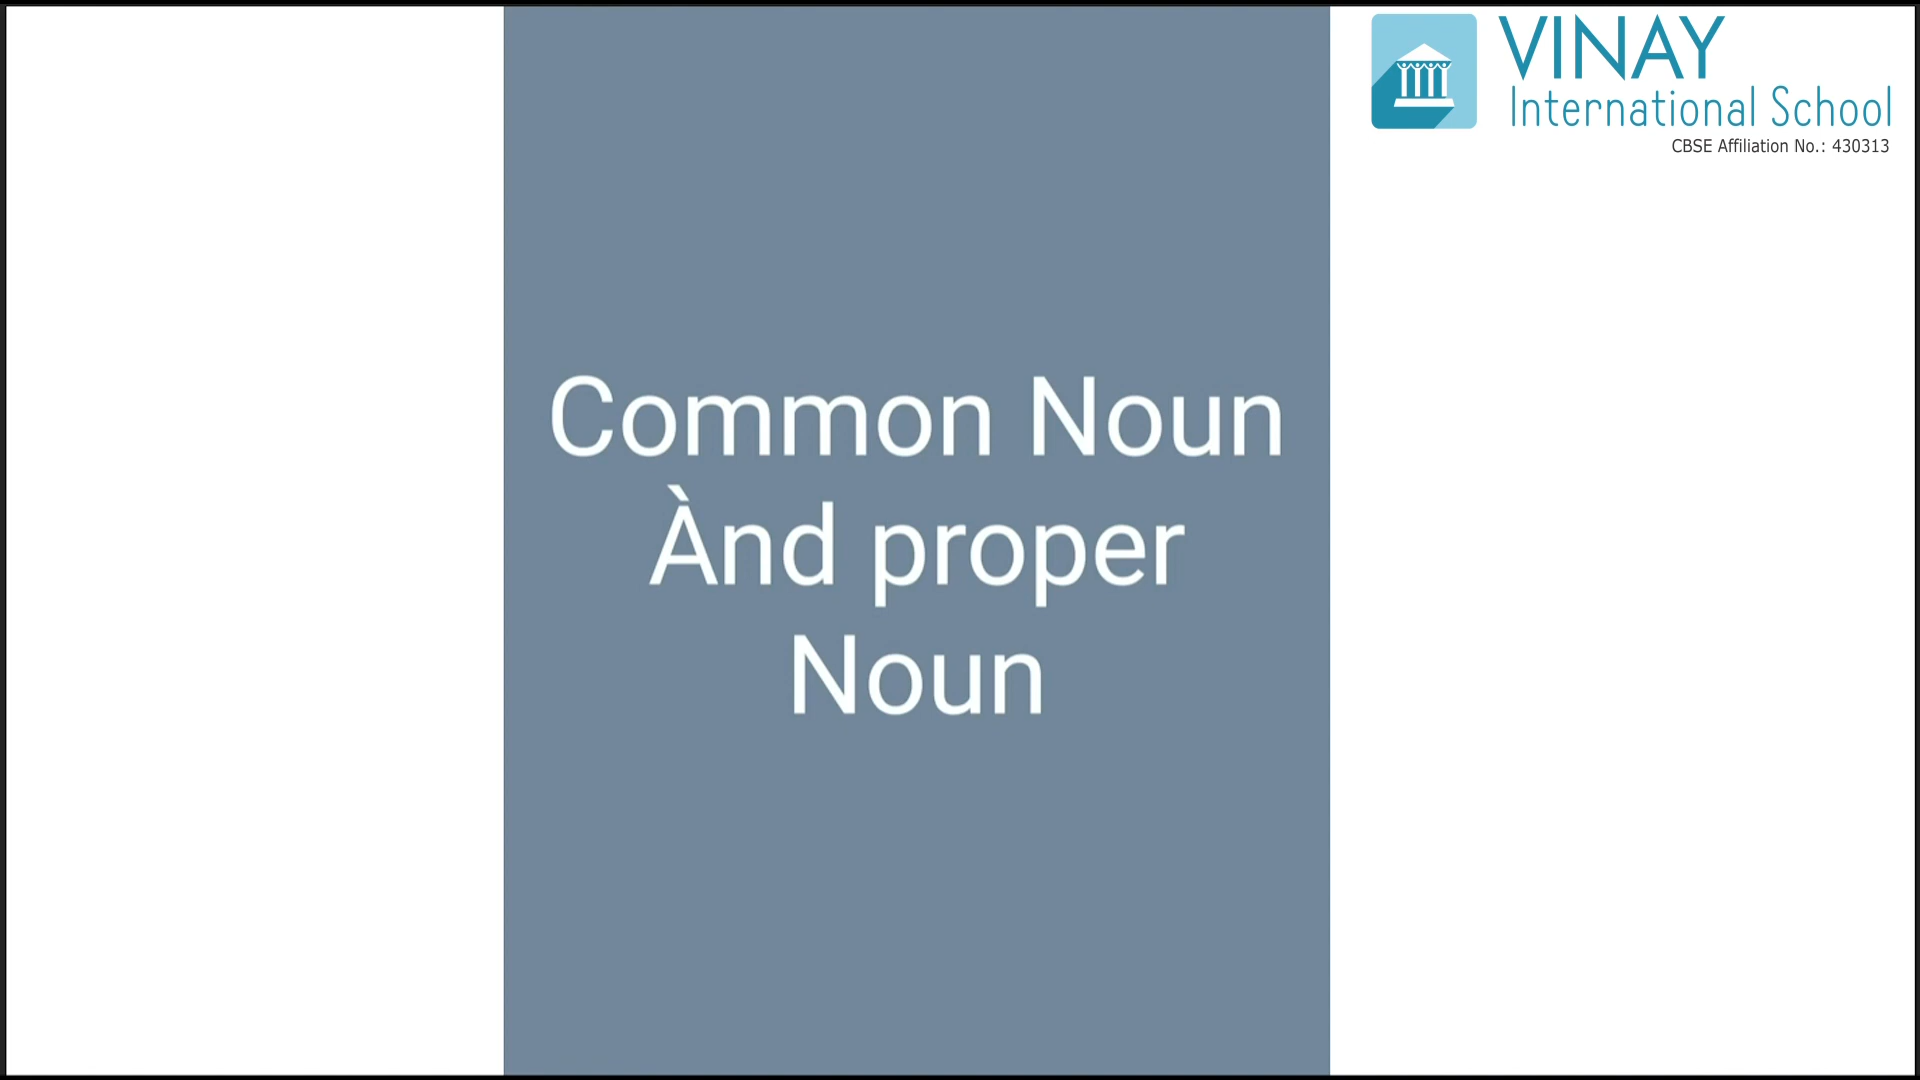 VINAY
International School
CBSE Affiliation No.: 430313
Common Noun
Ànd proper
Noun